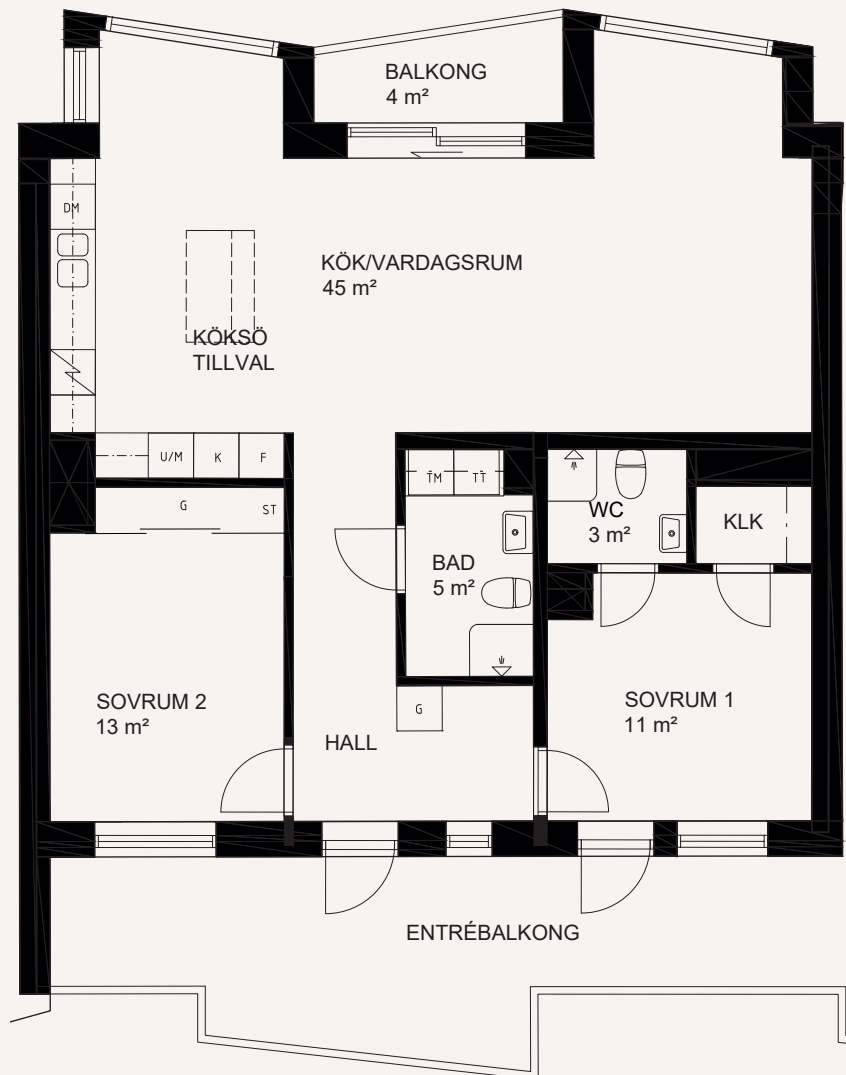 BALKONG
4 m²
DM
KÖK/VARDAGSRUM
45 m²
KÖKSÖ
TILLVAL
U/M
K
F
TM
TT
G
ST
WC
3 m²
KLK
BAD
5 m²
SOVRUM 2
13 m²
SOVRUM 1
11 m²
G
HALL
ENTRÉBALKONG